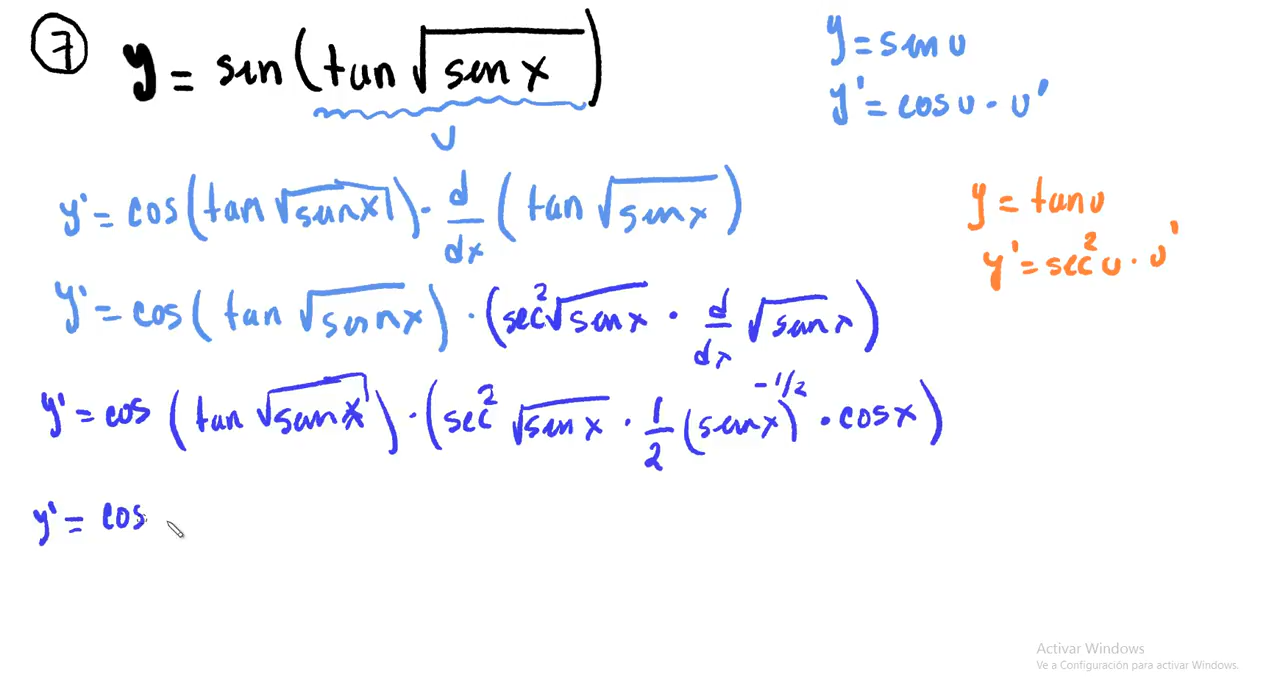 7 y = sen (tan √sen x)
u
y = sen u
y' = cos u · u'
y' = cos(tan √sen x) · d/dx (tan √sen x)
y = tan u
y' = sec² u · u'
y' = cos(tan √sen x) · (sec² √sen x · d/dx √sen x)
y' = cos (tan √sen x) · (sec² √sen x · 1/2 (sen x)^-1/2 · cos x)
y' = cos
Activar Windows
Ve a Configuración para activar Windows.